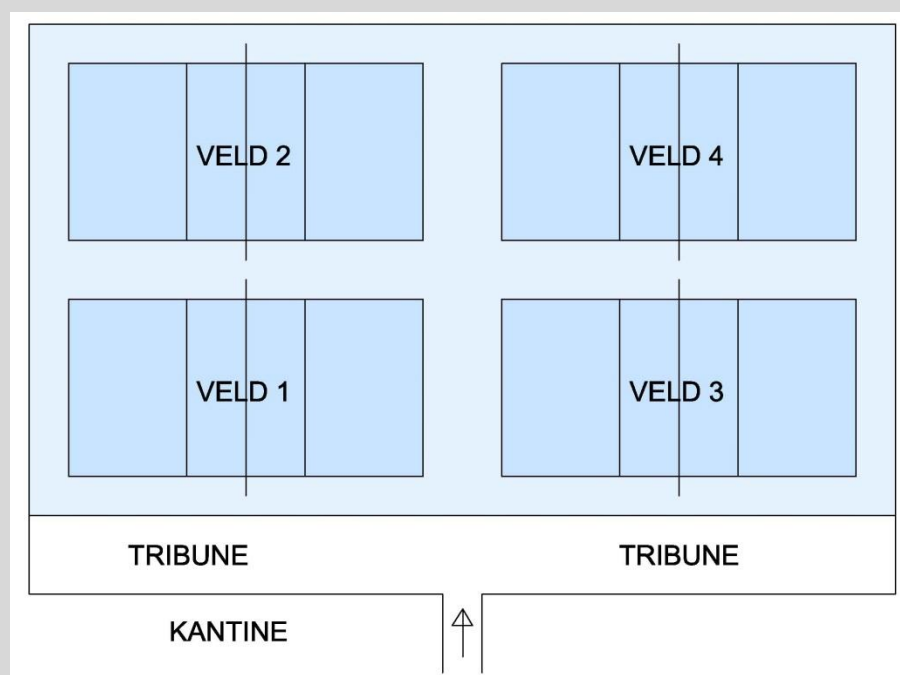 VELD 2
VELD 4
VELD 1
VELD 3
TRIBUNE
TRIBUNE
KANTINE